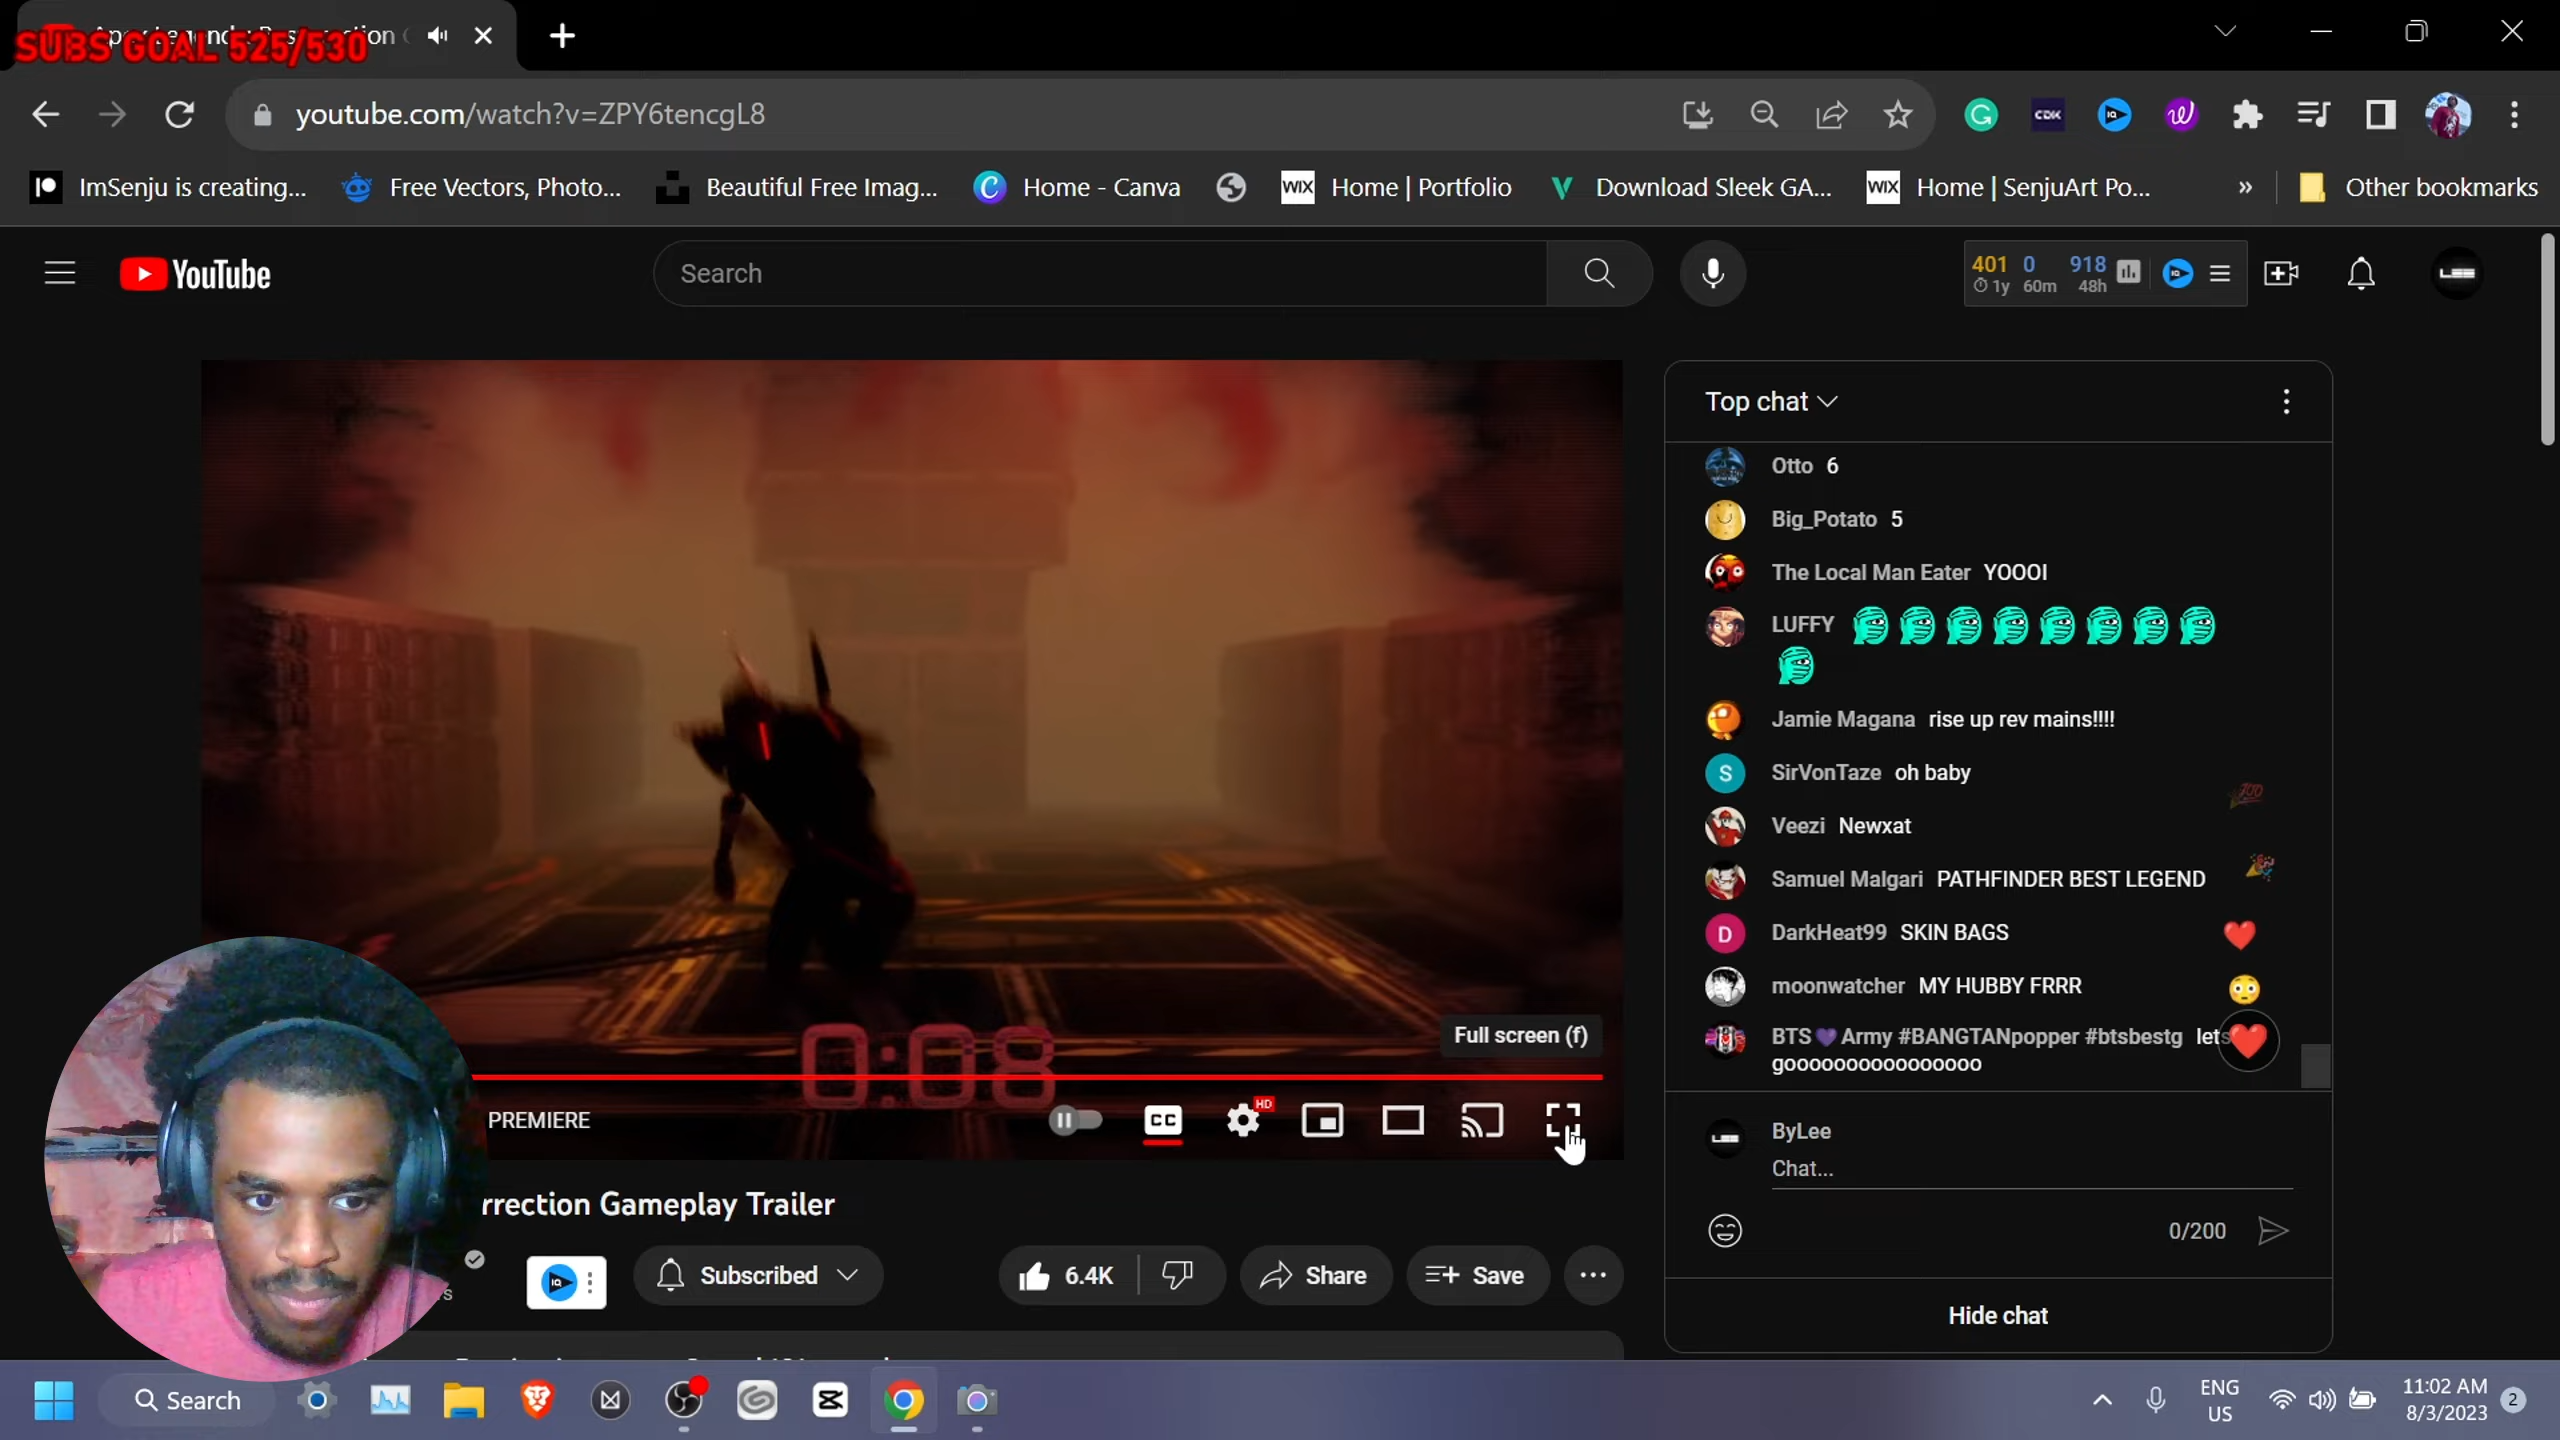 SUBS GOAL 525/530
youtube.com/watch?v=ZPY6tencgL8
ImSenju is creating...
Free Vectors, Photo...
Beautiful Free Imag...
Home - Canva
WIX Home | Portfolio
Download Sleek GA...
WIX Home | SenjuArt Po...
»
Other bookmarks
YouTube
Search
401 0 918
1y 60m 48h
Top chat
Otto 6
Big_Potato 5
The Local Man Eater YOOOI
LUFFY
Jamie Magana rise up rev mains!!!!
SirVonTaze oh baby
Veezi Newxat
Samuel Malgari PATHFINDER BEST LEGEND
DarkHeat99 SKIN BAGS
moonwatcher MY HUBBY FRRR
BTS💜Army #BANGTANpopper #btsbestg lets
goooooooooooooooo
0:08
Full screen (f)
PREMIERE
CC
HD
ByLee
Chat...
0/200
Hide chat
rrection Gameplay Trailer
Subscribed
6.4K
Share
Save
Search
ENG
US
11:02 AM
8/3/2023
2